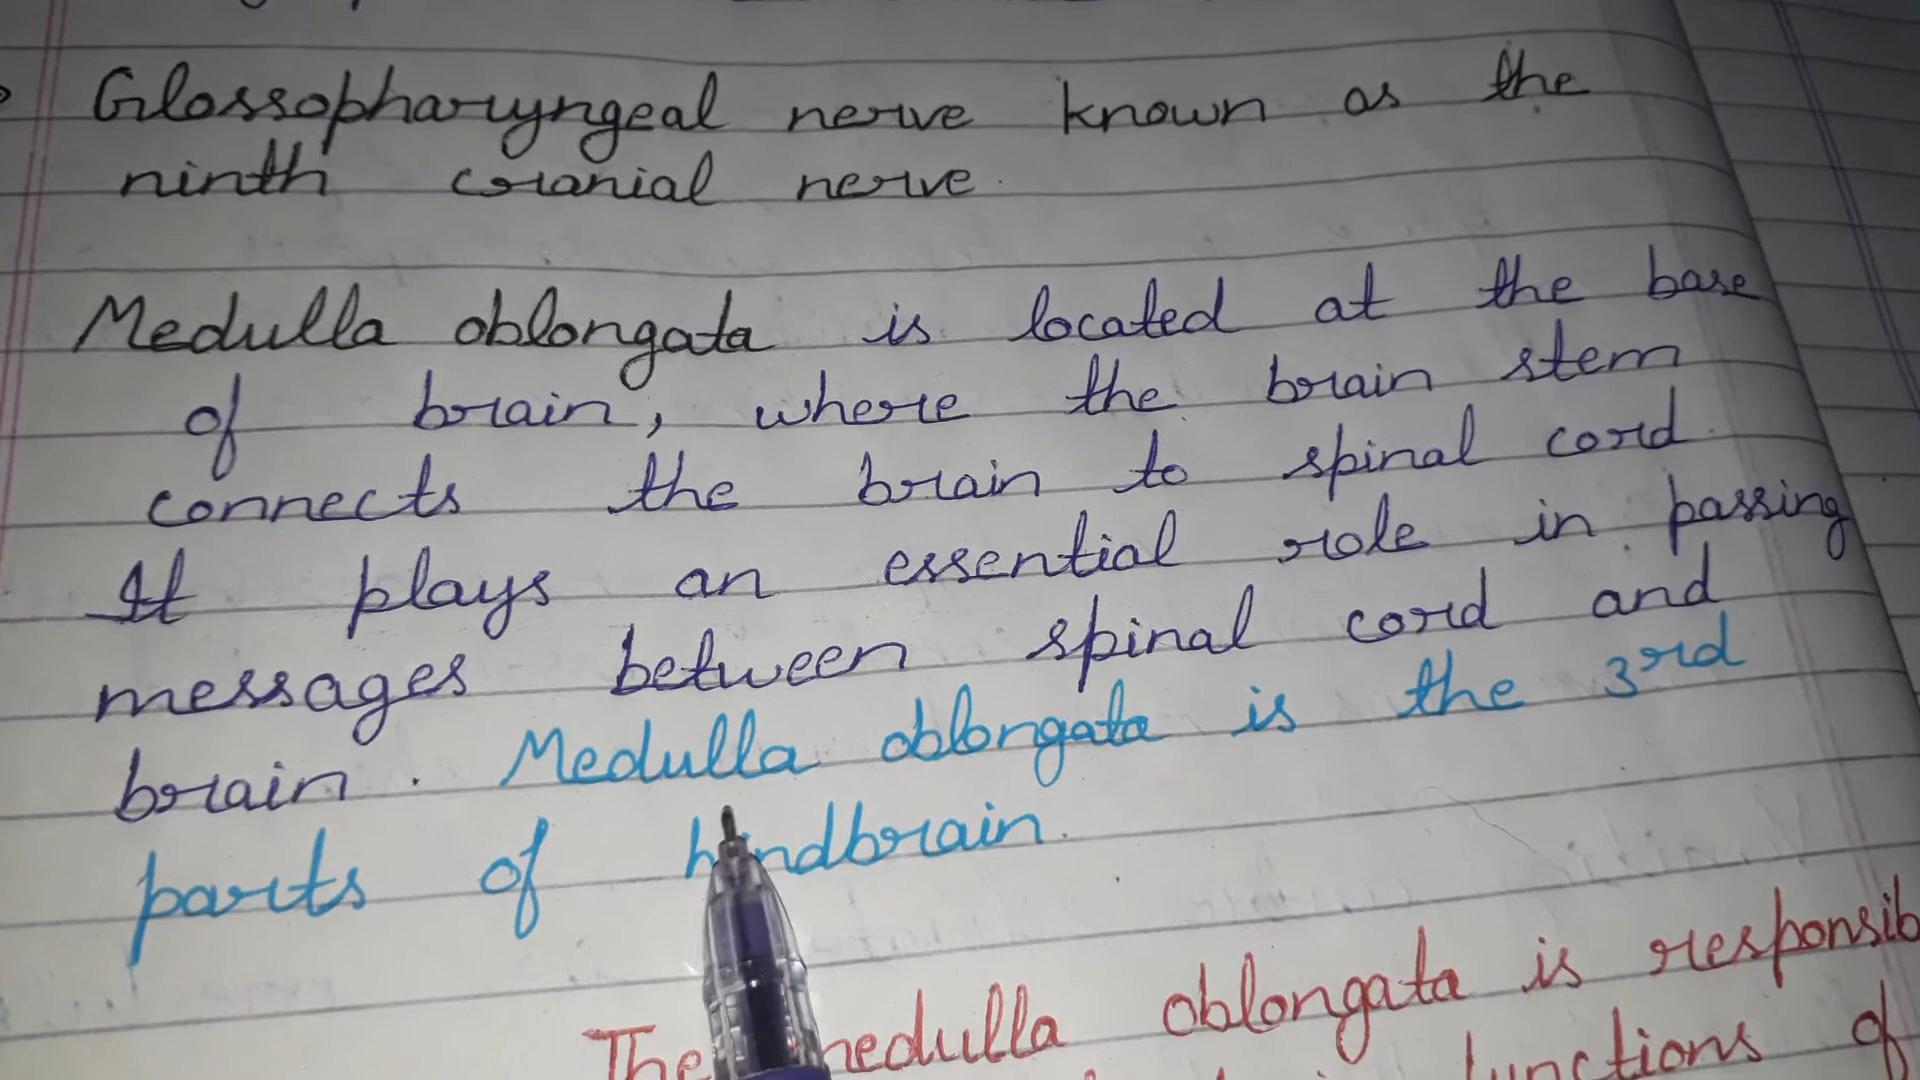 Glossopharyngeal nerve known as the
ninth cranial nerve.
Medulla oblongata is located at the base
of brain, where the brain stem
connects the brain to spinal cord.
It plays an essential role in passing
messages between spinal cord and
brain. Medulla oblongata is the 3rd
parts of hindbrain.
The medulla oblongata is responsib
functions of